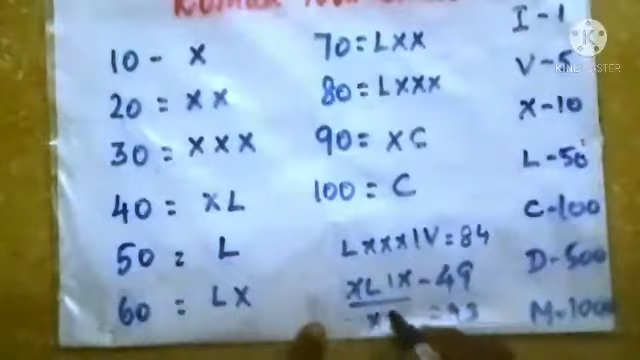 10 - X
20 = XX
30 = XXX
40 = XL
50 = L
60 = LX
70 = LXX
80 = LXXX
90 = XC
100 = C
LXXXIV = 84
XLIX - 49
I - 1
V - 5
X - 10
L - 50
C - 100
D - 500
M - 1000
KINEMASTER